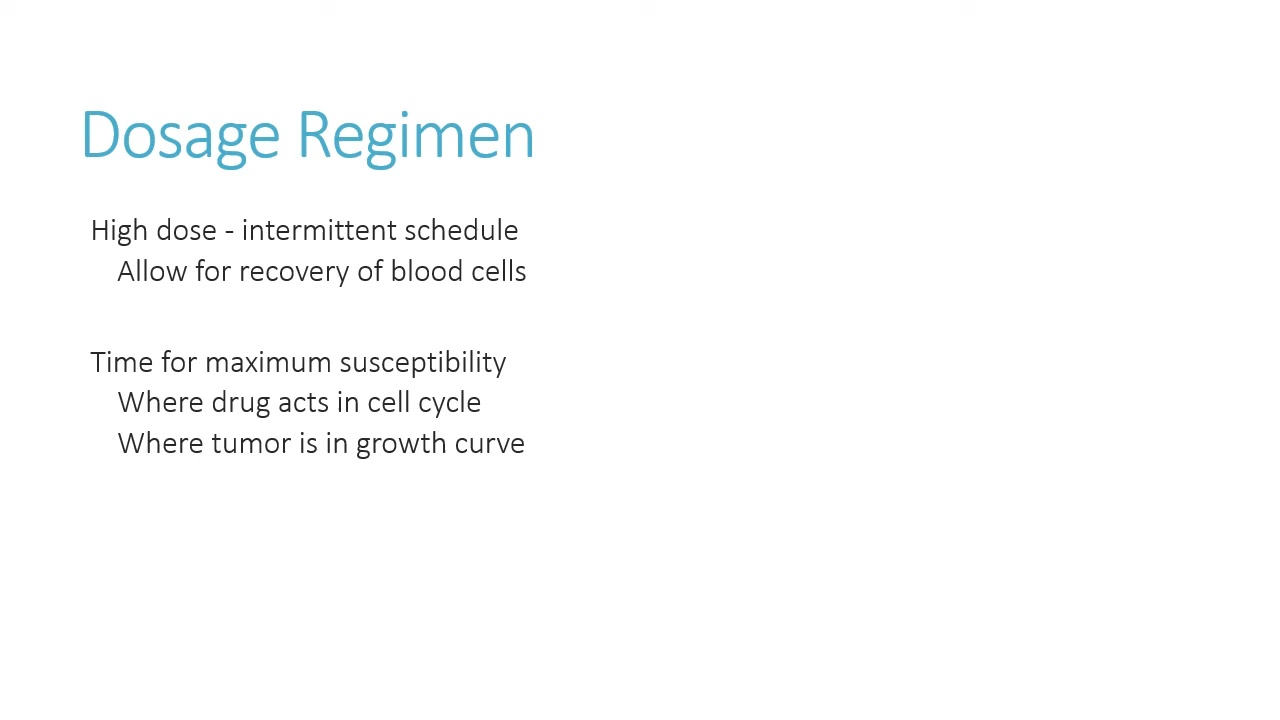 Dosage Regimen
High dose - intermittent schedule
Allow for recovery of blood cells
Time for maximum susceptibility
Where drug acts in cell cycle
Where tumor is in growth curve